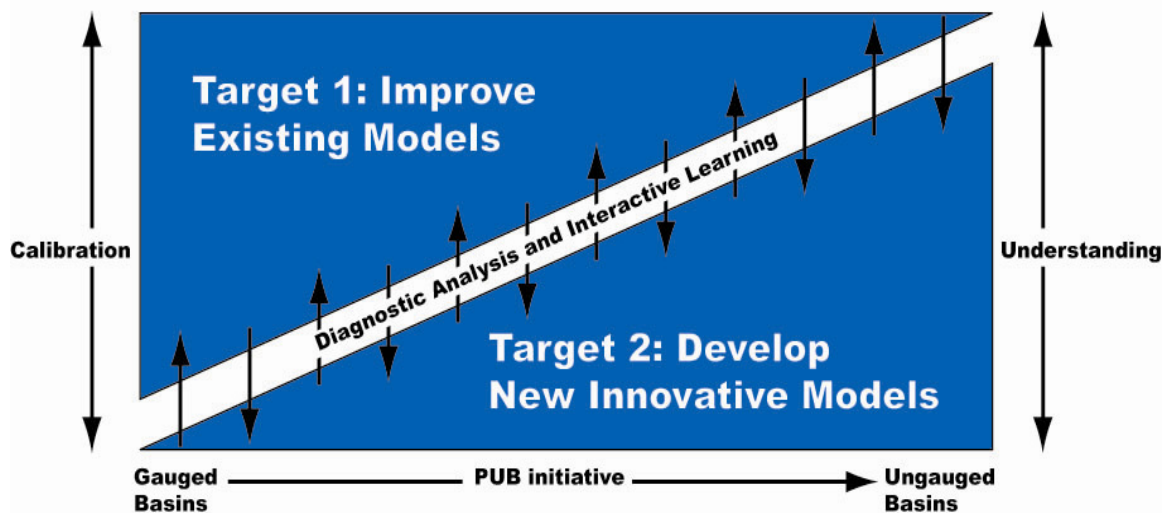 Target 1: Improve
Existing Models
Diagnostic Analysis and Interactive Learning
Calibration
Understanding
Target 2: Develop
New Innovative Models
Gauged
Basins
PUB initiative
Ungauged
Basins